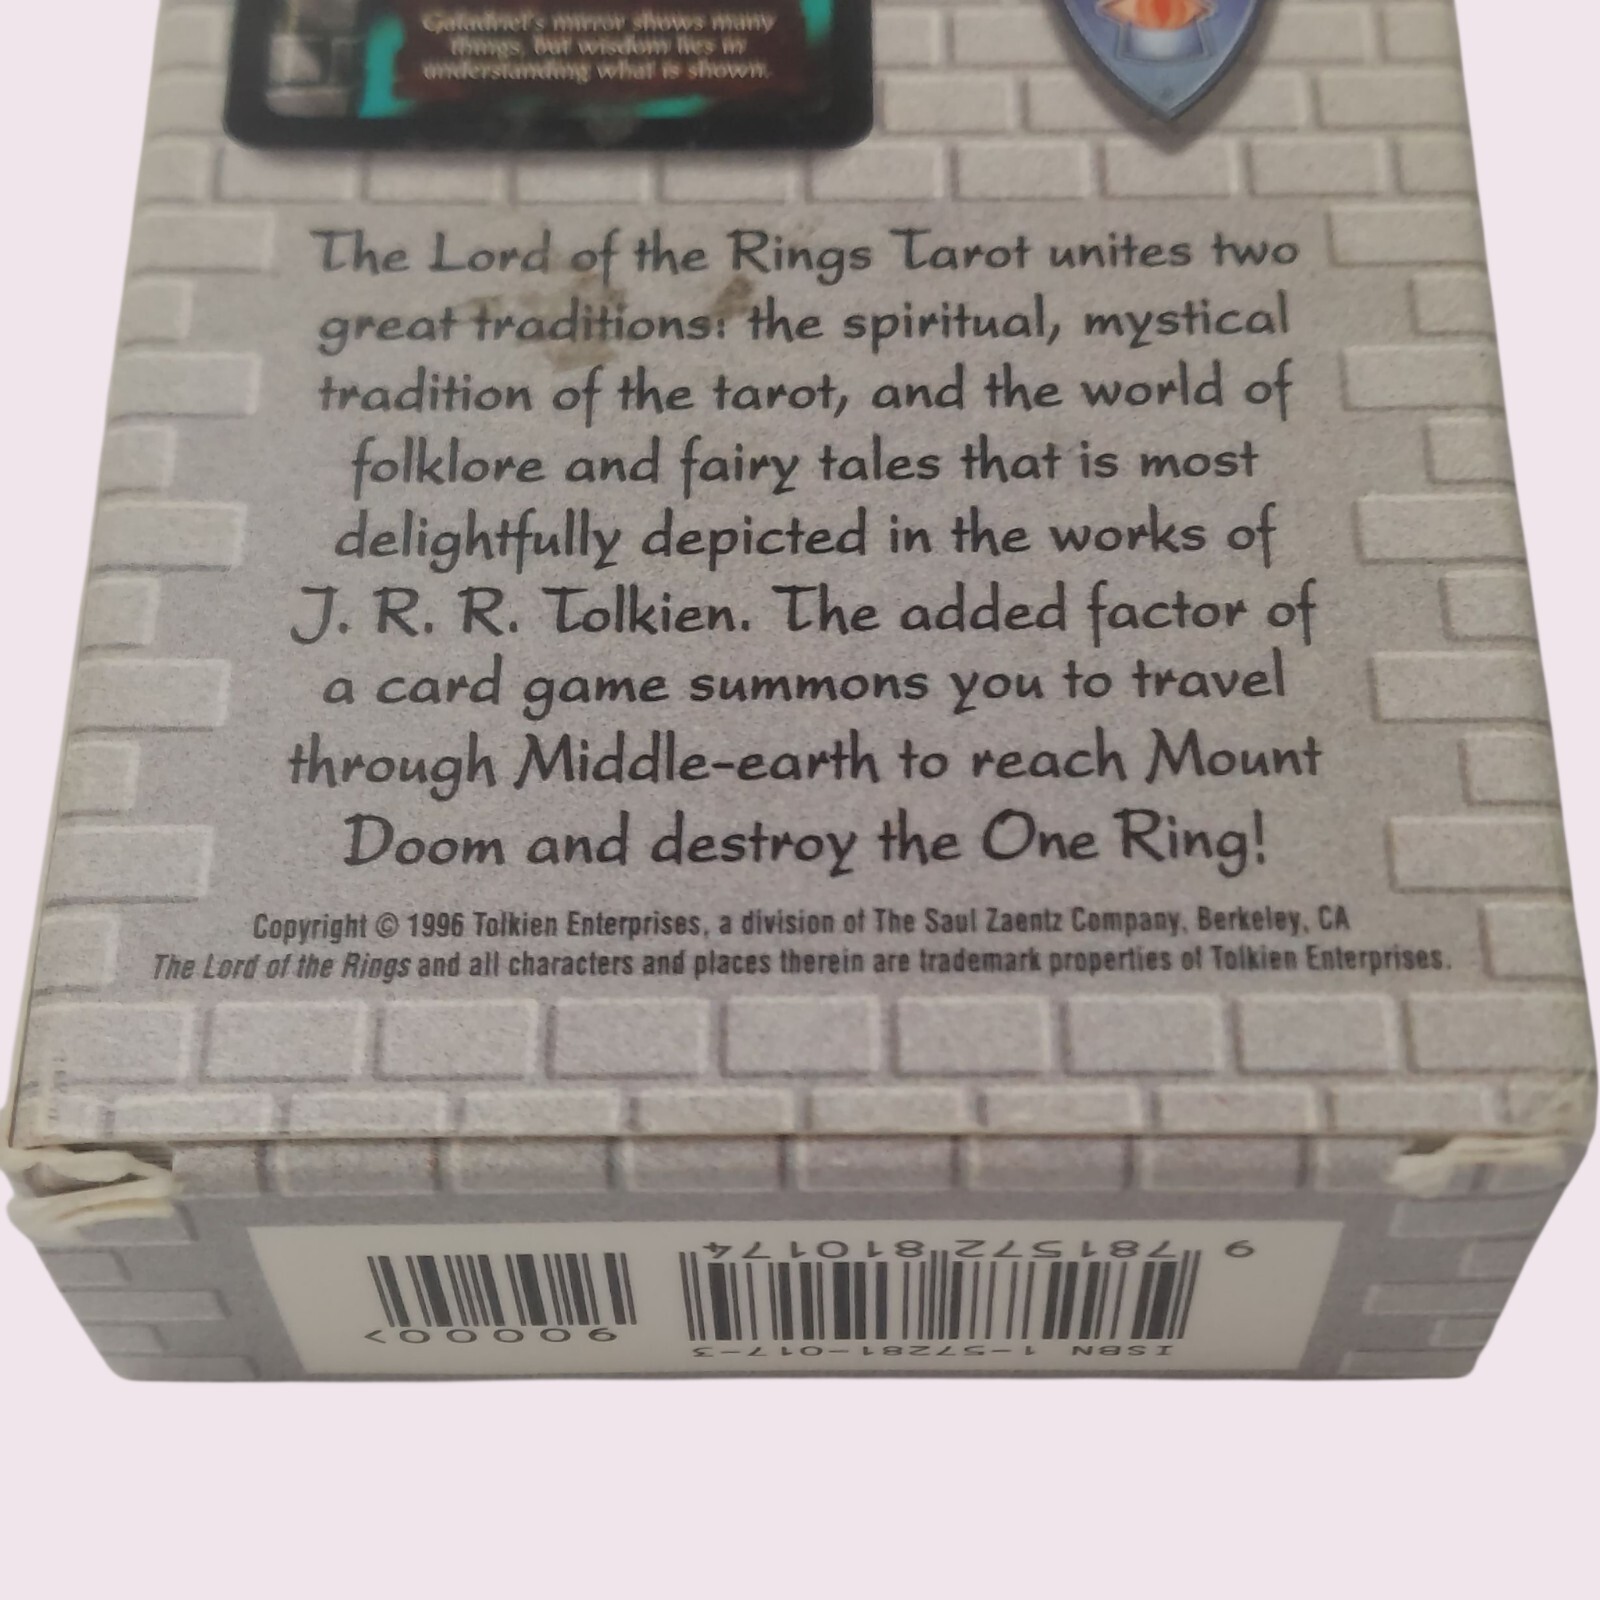 Galadriel's mirror shows many
things, but wisdom lies in
understanding what is shown.
The Lord of the Rings Tarot unites two
great traditions: the spiritual, mystical
tradition of the tarot, and the world of
folklore and fairy tales that is most
delightfully depicted in the works of
J. R. R. Tolkien. The added factor of
a card game summons you to travel
through Middle-earth to reach Mount
Doom and destroy the One Ring!
Copyright © 1996 Tolkien Enterprises, a division of The Saul Zaentz Company, Berkeley, CA
The Lord of the Rings and all characters and places therein are trademark properties of Tolkien Enterprises.
ISBN 1-57281-017-3
90000>
9 781572 810174